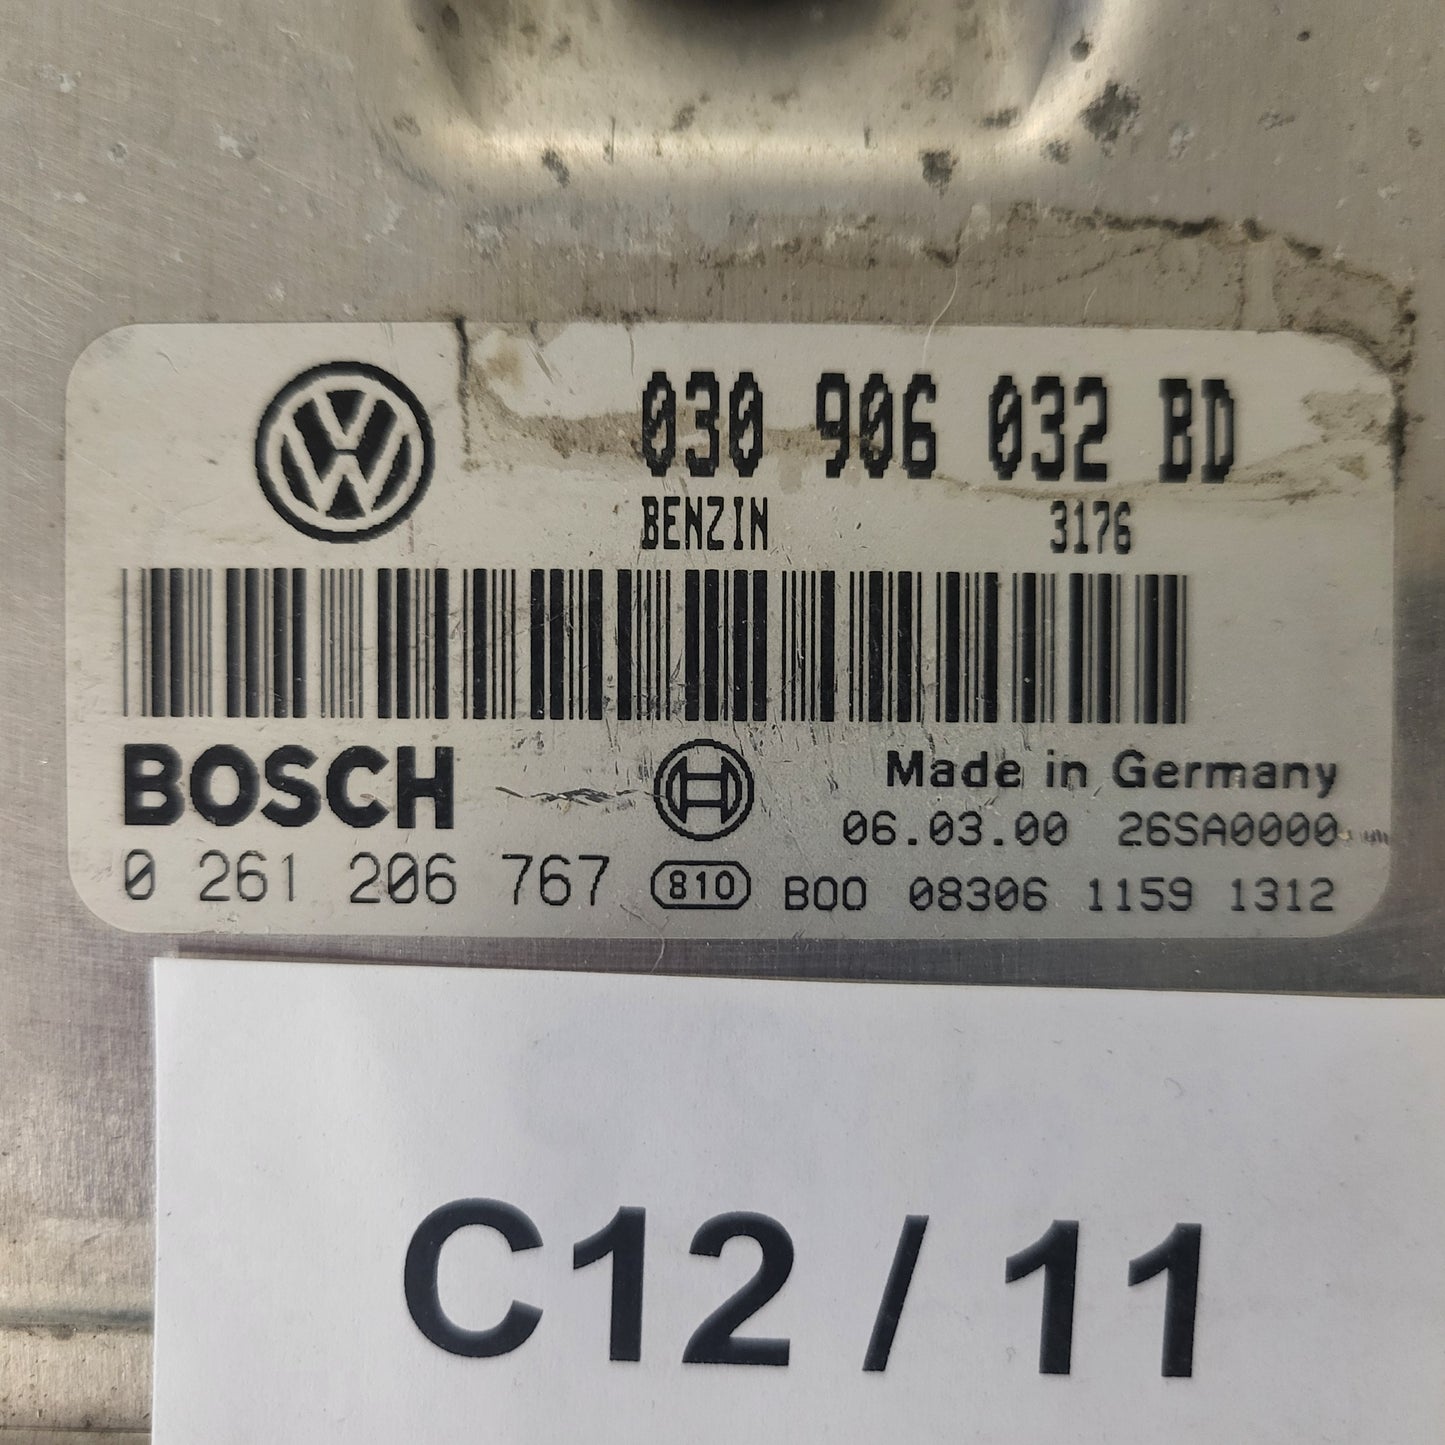 030 906 032 BD
BENZIN 3176
BOSCH
Made in Germany
06.03.00 26SA0000
0 261 206 767 810 B00 08306 1159 1312
C12 / 11